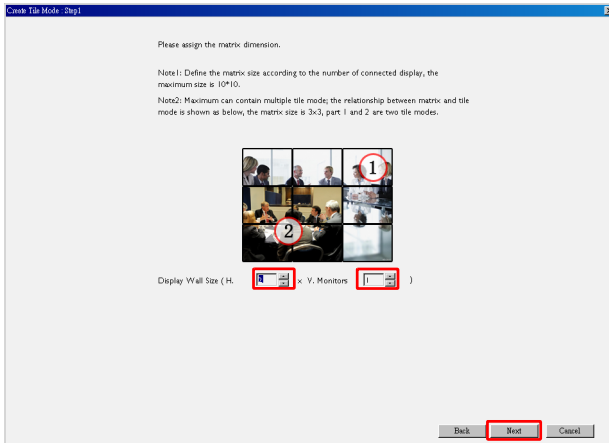 Create Tile Mode : Step1
Please assign the matrix dimension.
Note1: Define the matrix size according to the number of connected display, the
maximum size is 10*10.
Note2: Maximum can contain multiple tile mode; the relationship between matrix and tile
mode is shown as below, the matrix size is 3x3, part 1 and 2 are two tile modes.
1
2
Display Wall Size ( H. × V. Monitors 1 )
Back Next Cancel